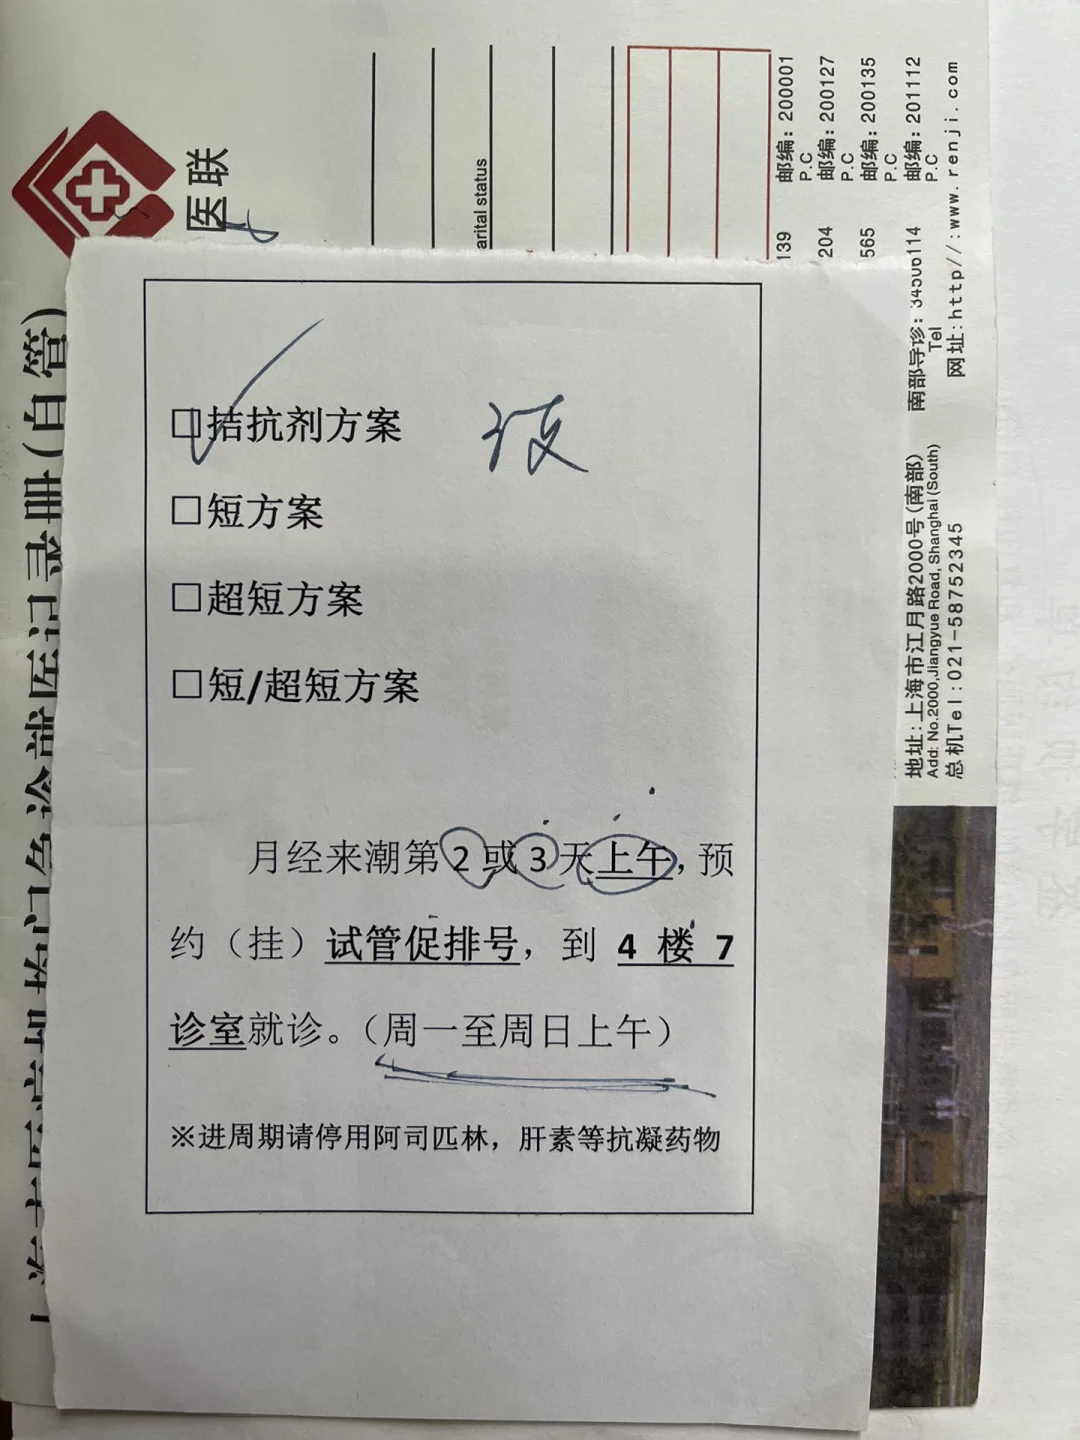 □拮抗剂方案
□短方案
□超短方案
□短/超短方案
月经来潮第2或3天上午，预
约（挂）试管促排号，到 4 楼 7
诊室就诊。（周一至周日上午）
※进周期请停用阿司匹林，肝素等抗凝药物
医联
arital status
139 邮编：200001
P.C
204 邮编：200127
P.C
565 邮编：200135
P.C
南部导诊：34506114 邮编：201112
Tel P.C
地址：上海市江月路2000号(南部)
Add: No.2000,Jiangyue Road, Shanghai (South)
总机Tel:021-58752345
网址:http//:www.renji.com
(自管)